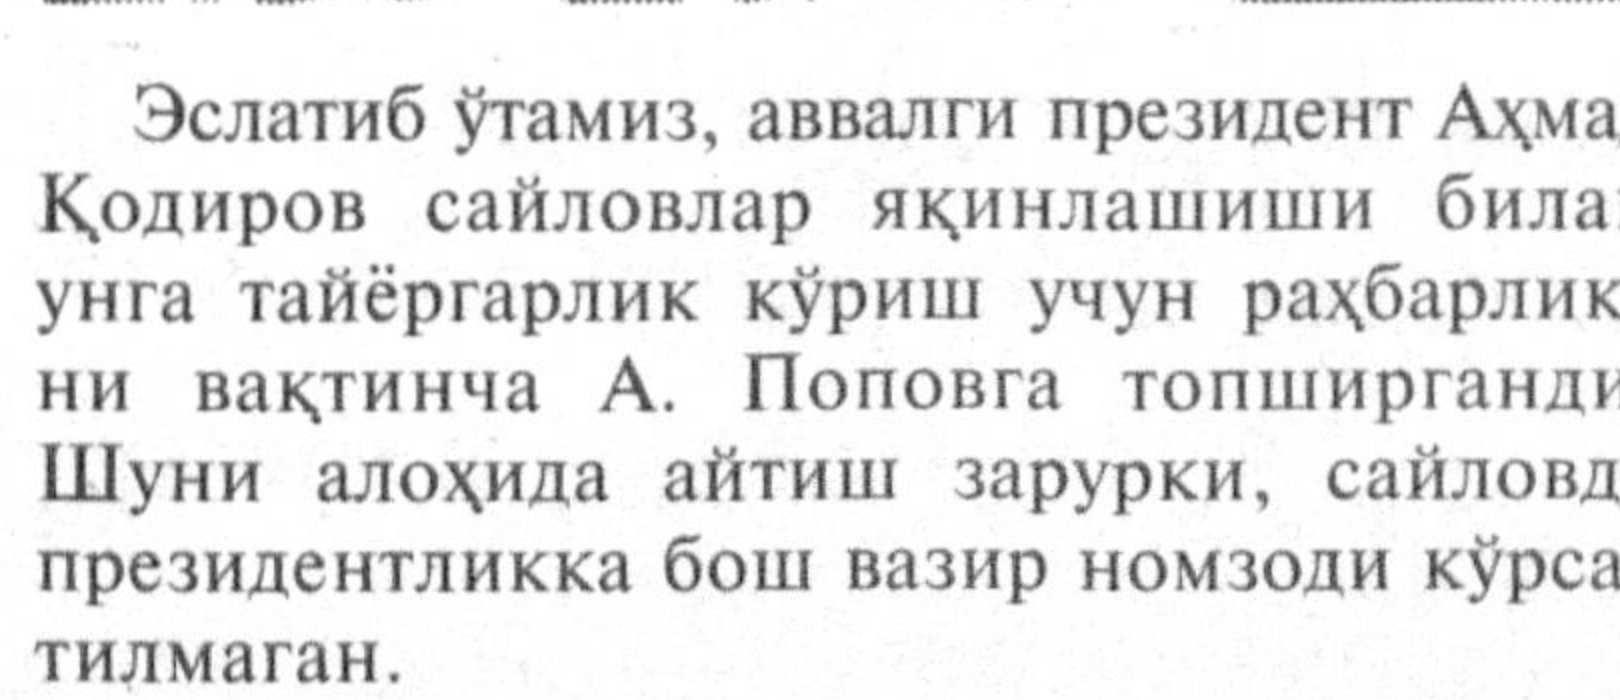 Эслатиб ўтамиз, аввалги президент Аҳма
Қодиров сайловлар яқинлашиши била
унга тайёргарлик кўриш учун раҳбарлик
ни вақтинча А. Поповга топширганди
Шуни алоҳида айтиш зарурки, сайловд
президентликка бош вазир номзоди кўрса
тилмаган.